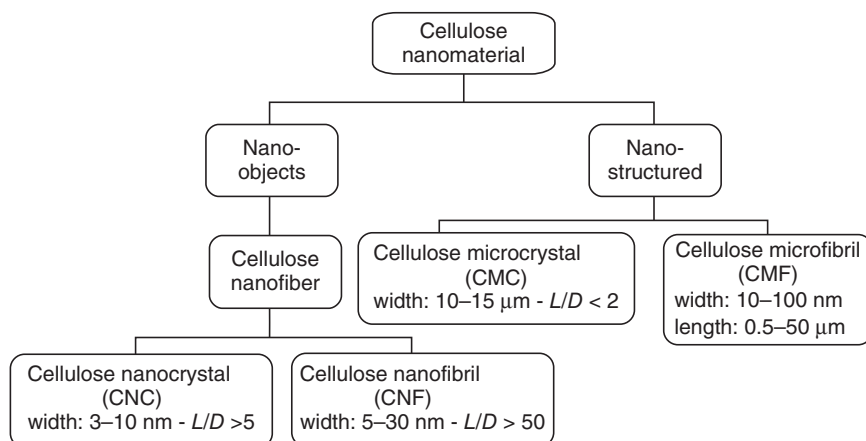 Cellulose
nanomaterial
Nano-
objects
Nano-
structured
Cellulose
nanofiber
Cellulose microcrystal
(CMC)
width: 10–15 μm - L/D < 2
Cellulose microfibril
(CMF)
width: 10–100 nm
length: 0.5–50 μm
Cellulose nanocrystal
(CNC)
width: 3–10 nm - L/D >5
Cellulose nanofibril
(CNF)
width: 5–30 nm - L/D > 50